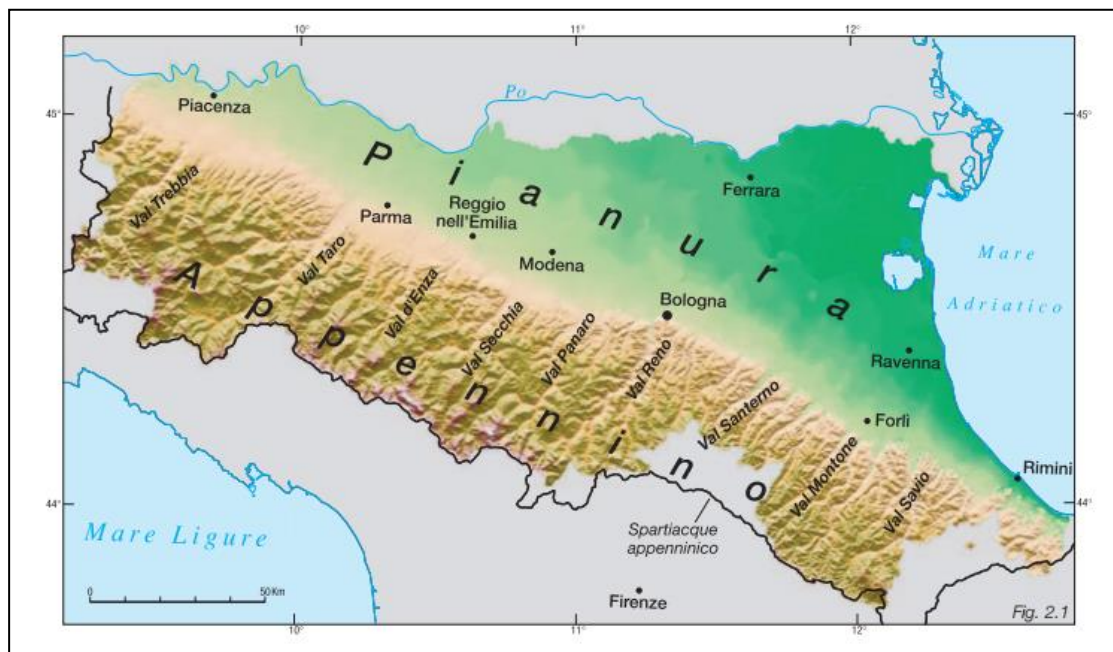 10°
11°
12°
45°
45°
44°
44°
10°
11°
12°
Po
Piacenza
Ferrara
Parma
Reggio
nell'Emilia
Modena
Bologna
Ravenna
Forlì
Rimini
Firenze
Pianura
Appennino
Val Trebbia
Val Taro
Val d'Enza
Val Secchia
Val Panaro
Val Reno
Val Santerno
Val Montone
Val Savio
Mare
Adriatico
Mare Ligure
Spartiacque
appenninico
0 50 Km
Fig. 2.1